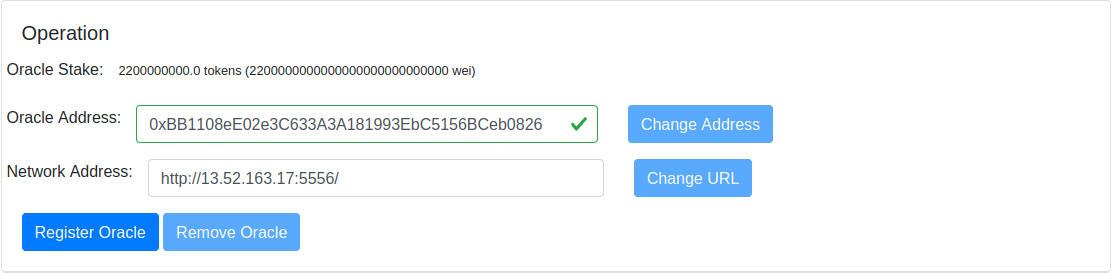 Operation
Oracle Stake: 2200000000.0 tokens (2200000000000000000000000000 wei)
Oracle Address: 0xBB1108eE02e3C633A3A181993EbC5156BCeb0826 Change Address
Network Address: http://13.52.163.17:5556/ Change URL
Register Oracle Remove Oracle